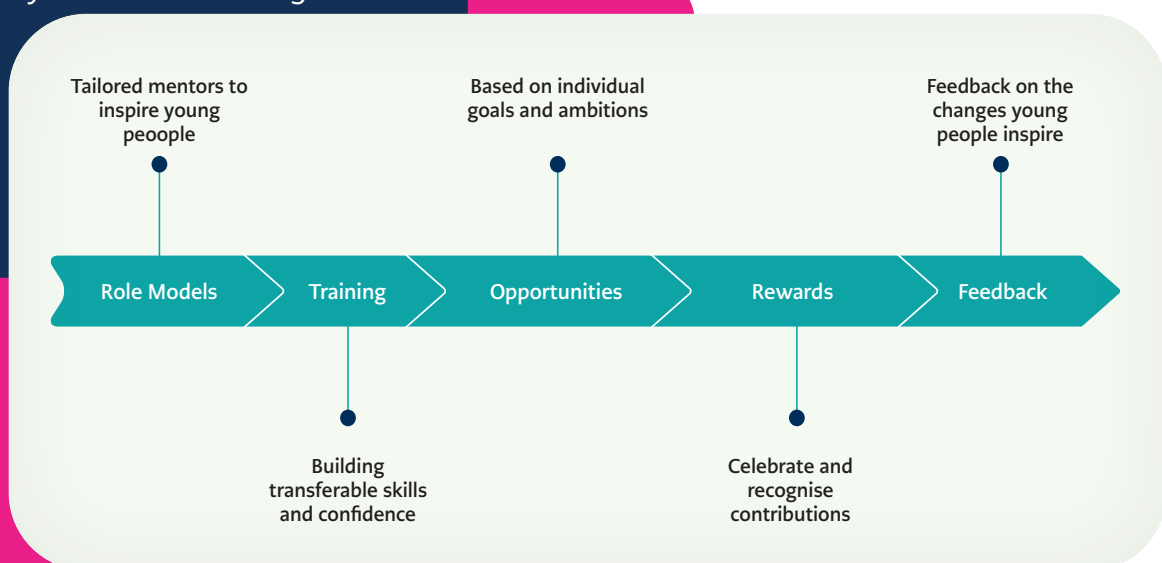 Tailored mentors to
inspire young
peoople
Based on individual
goals and ambitions
Feedback on the
changes young
people inspire
Role Models
Training
Opportunities
Rewards
Feedback
Building
transferable skills
and confidence
Celebrate and
recognise
contributions